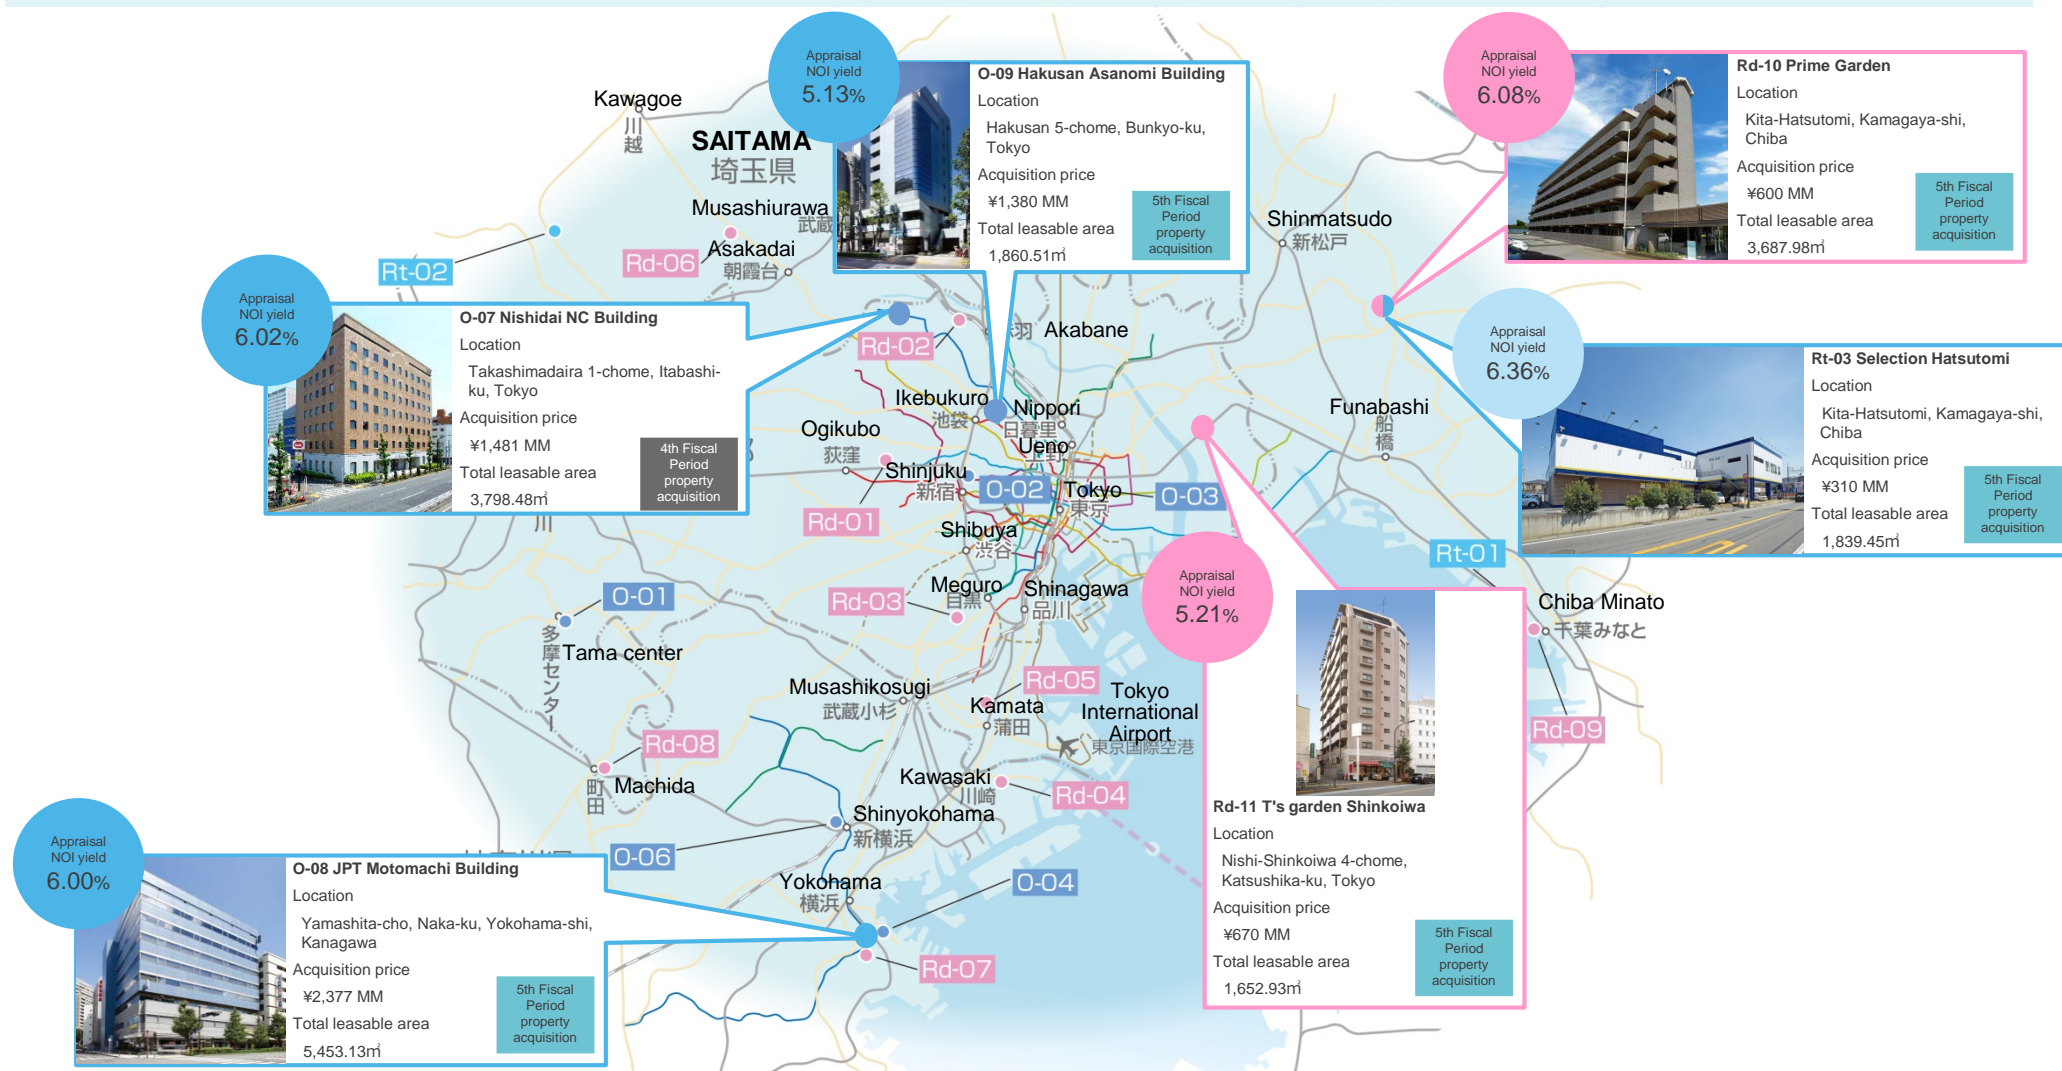 Appraisal
NOI yield
5.13%
O-09 Hakusan Asanomi Building
Location
Hakusan 5-chome, Bunkyo-ku,
Tokyo
Acquisition price
¥1,380 MM
Total leasable area
1,860.51㎡
5th Fiscal
Period
property
acquisition
Appraisal
NOI yield
6.08%
Rd-10 Prime Garden
Location
Kita-Hatsutomi, Kamagaya-shi,
Chiba
Acquisition price
¥600 MM
Total leasable area
3,687.98㎡
5th Fiscal
Period
property
acquisition
Kawagoe
川越
SAITAMA
埼玉県
Musashiurawa
武蔵
Asakadai
朝霞台
Rt-02
Rd-06
Shinmatsudo
新松戸
Appraisal
NOI yield
6.02%
O-07 Nishidai NC Building
Location
Takashimadaira 1-chome, Itabashi-
ku, Tokyo
Acquisition price
¥1,481 MM
Total leasable area
3,798.48㎡
4th Fiscal
Period
property
acquisition
Rd-02
羽
Akabane
Appraisal
NOI yield
6.36%
Rt-03 Selection Hatsutomi
Location
Kita-Hatsutomi, Kamagaya-shi,
Chiba
Acquisition price
¥310 MM
Total leasable area
1,839.45㎡
5th Fiscal
Period
property
acquisition
Ikebukuro
池袋
Nippori
日暮里
Ueno
上野
Ogikubo
荻窪
Shinjuku
新宿
O-02
Tokyo
東京
O-03
Rd-01
Funabashi
船橋
Shibuya
渋谷
Rt-01
川
Meguro
目黒
Shinagawa
品川
Rd-03
O-01
多摩センター
Tama center
Chiba Minato
千葉みなと
Rd-09
Appraisal
NOI yield
5.21%
Rd-11 T's garden Shinkoiwa
Location
Nishi-Shinkoiwa 4-chome,
Katsushika-ku, Tokyo
Acquisition price
¥670 MM
Total leasable area
1,652.93㎡
5th Fiscal
Period
property
acquisition
Musashikosugi
武蔵小杉
Rd-05
Kamata
蒲田
Tokyo
International
Airport
東京国際空港
Rd-08
町田
Machida
Kawasaki
川崎
Rd-04
Shinyokohama
新横浜
O-06
Yokohama
横浜
O-04
Rd-07
Appraisal
NOI yield
6.00%
O-08 JPT Motomachi Building
Location
Yamashita-cho, Naka-ku, Yokohama-shi,
Kanagawa
Acquisition price
¥2,377 MM
Total leasable area
5,453.13㎡
5th Fiscal
Period
property
acquisition